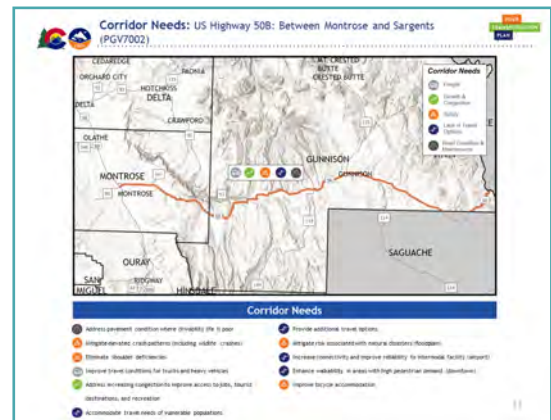 Corridor Needs: US Highway 50B: Between Montrose and Sargents
(PGV7002)
YOUR
TRANSPORTATION
PLAN
CEDAREDGE
PAONIA
ORCHARD CITY
HOTCHKISS
DELTA
DELTA
CRAWFORD
OLATHE
MONTROSE
MONTROSE
OURAY
RIDGWAY
SAN
MIGUEL
HINSDALE
MT. CRESTED
BUTTE
CRESTED BUTTE
GUNNISON
GUNNISON
SAGUACHE
Corridor Needs
Freight
Growth &
Congestion
Safety
Lack of Travel
Options
Road Condition &
Maintenance
Corridor Needs
Address pavement condition where drivability life is poor
Mitigate elevated crash patterns (including wildlife crashes)
Eliminate shoulder deficiencies
Improve travel conditions for trucks and heavy vehicles
Address increasing congestion to improve access to jobs, tourist
destinations, and recreation
Accommodate travel needs of vulnerable populations
Provide additional travel options
Mitigate risk associated with natural disasters (floodplain)
Increase connectivity and improve reliability to intermodal facility (airport)
Enhance walkability in areas with high pedestrian demand (downtown)
Improve bicycle accommodation
11